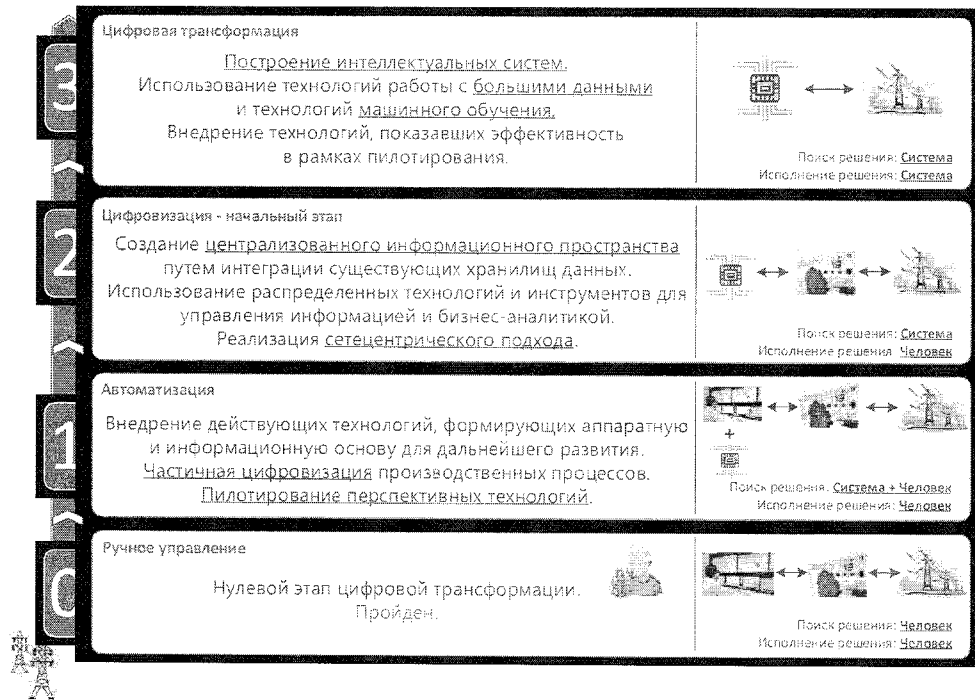 3
Цифровая трансформация
Построение интеллектуальных систем.
Использование технологий работы с большими данными
и технологий машинного обучения.
Внедрение технологий, показавших эффективность
в рамках пилотирования.
Поиск решения: Система
Исполнение решения: Система
2
Цифровизация - начальный этап
Создание централизованного информационного пространства
путем интеграции существующих хранилищ данных.
Использование распределенных технологий и инструментов для
управления информацией и бизнес-аналитикой.
Реализация сетецентрического подхода.
Поиск решения: Система
Исполнение решения Человек
1
Автоматизация
Внедрение действующих технологий, формирующих аппаратную
и информационную основу для дальнейшего развития.
Частичная цифровизация производственных процессов.
Пилотирование перспективных технологий.
+
Поиск решения: Система + Человек
Исполнение решения: Человек
0
Ручное управление
Нулевой этап цифровой трансформации.
Пройден.
Поиск решения: Человек
Исполнение решения: Человек